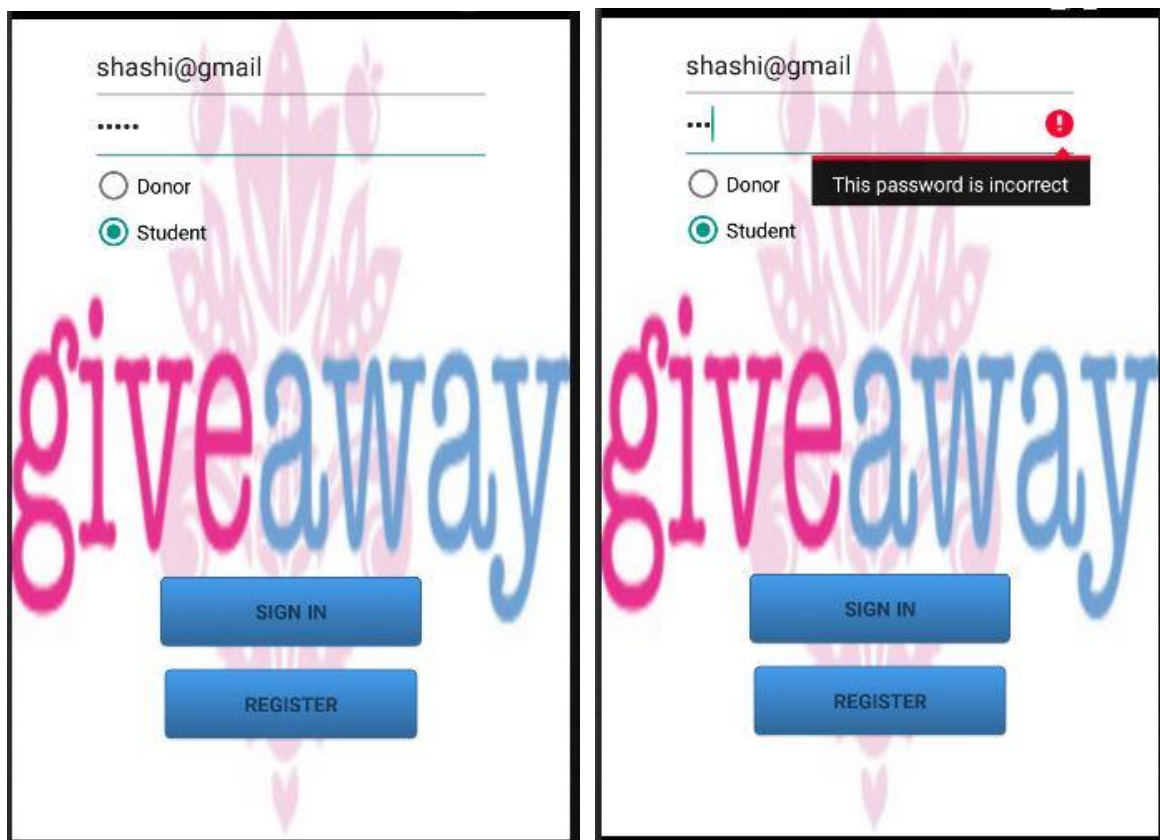 shashi@gmail
•••••
Donor
Student
giveaway
SIGN IN
REGISTER
shashi@gmail
•••
This password is incorrect
Donor
Student
giveaway
SIGN IN
REGISTER